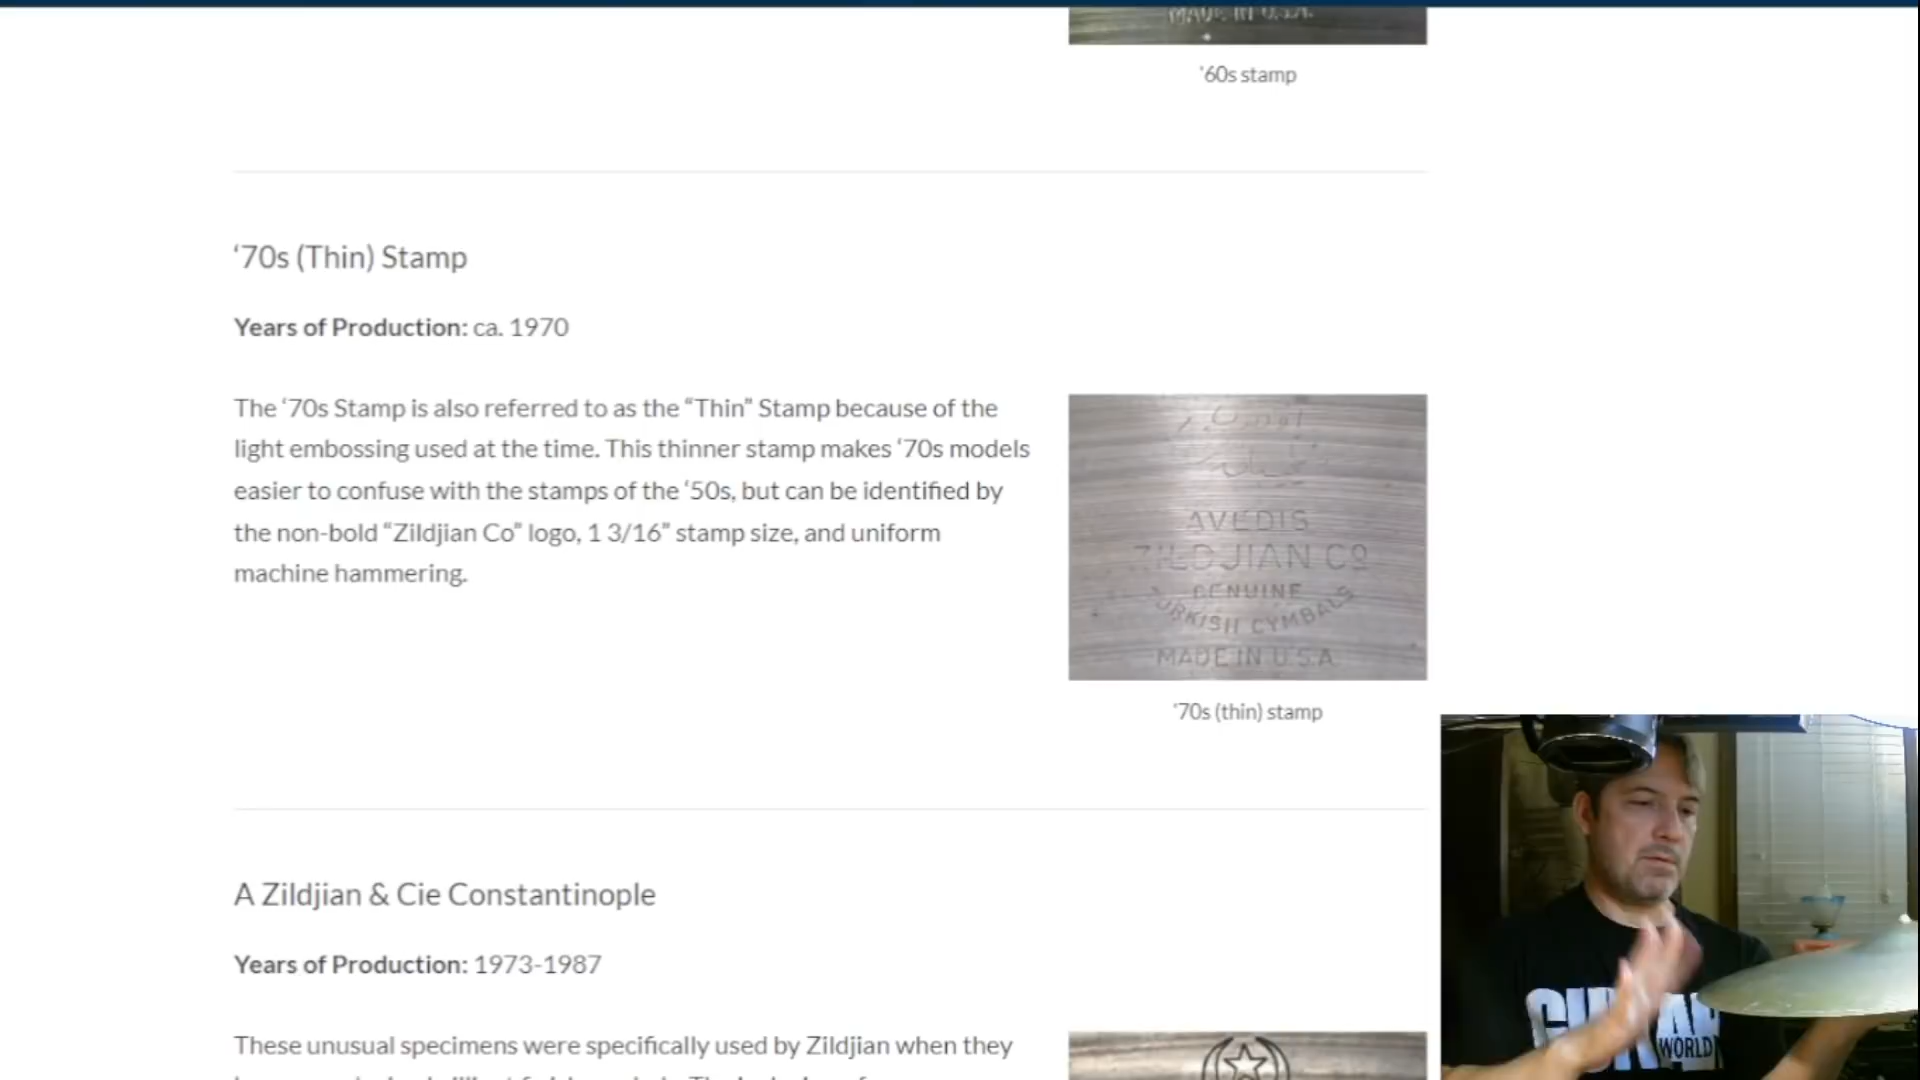 MADE IN U.S.A.
'60s stamp
‘70s (Thin) Stamp
Years of Production: ca. 1970
The ‘70s Stamp is also referred to as the “Thin” Stamp because of the
light embossing used at the time. This thinner stamp makes ‘70s models
easier to confuse with the stamps of the ‘50s, but can be identified by
the non-bold “Zildjian Co” logo, 1 3/16” stamp size, and uniform
machine hammering.
AVEDIS
ZILDJIAN CO
GENUINE
TURKISH CYMBALS
MADE IN U.S.A.
'70s (thin) stamp
A Zildjian & Cie Constantinople
Years of Production: 1973-1987
These unusual specimens were specifically used by Zildjian when they
WORLD